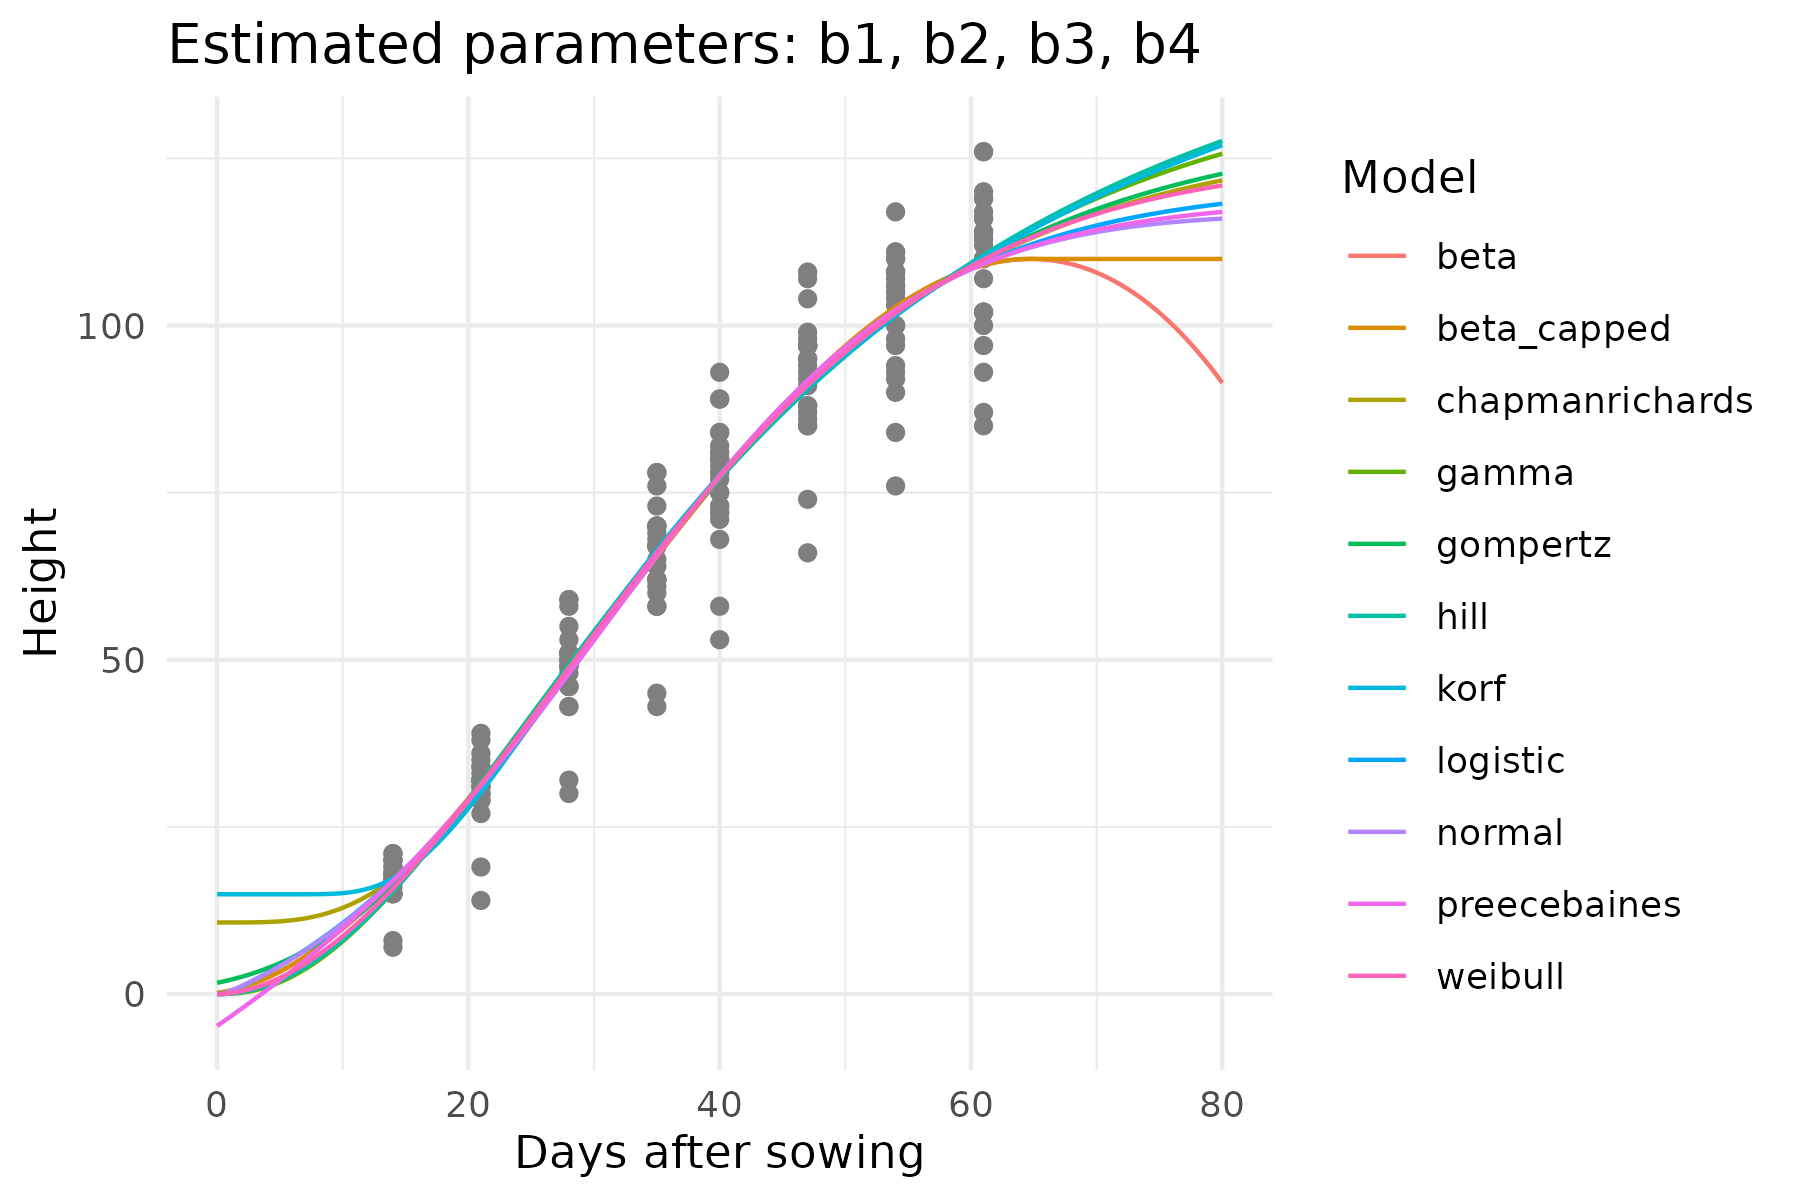 Estimated parameters: b1, b2, b3, b4
Height
100
50
0
0 20 40 60 80
Days after sowing
Model
beta
beta_capped
chapmanrichards
gamma
gompertz
hill
korf
logistic
normal
preecebaines
weibull